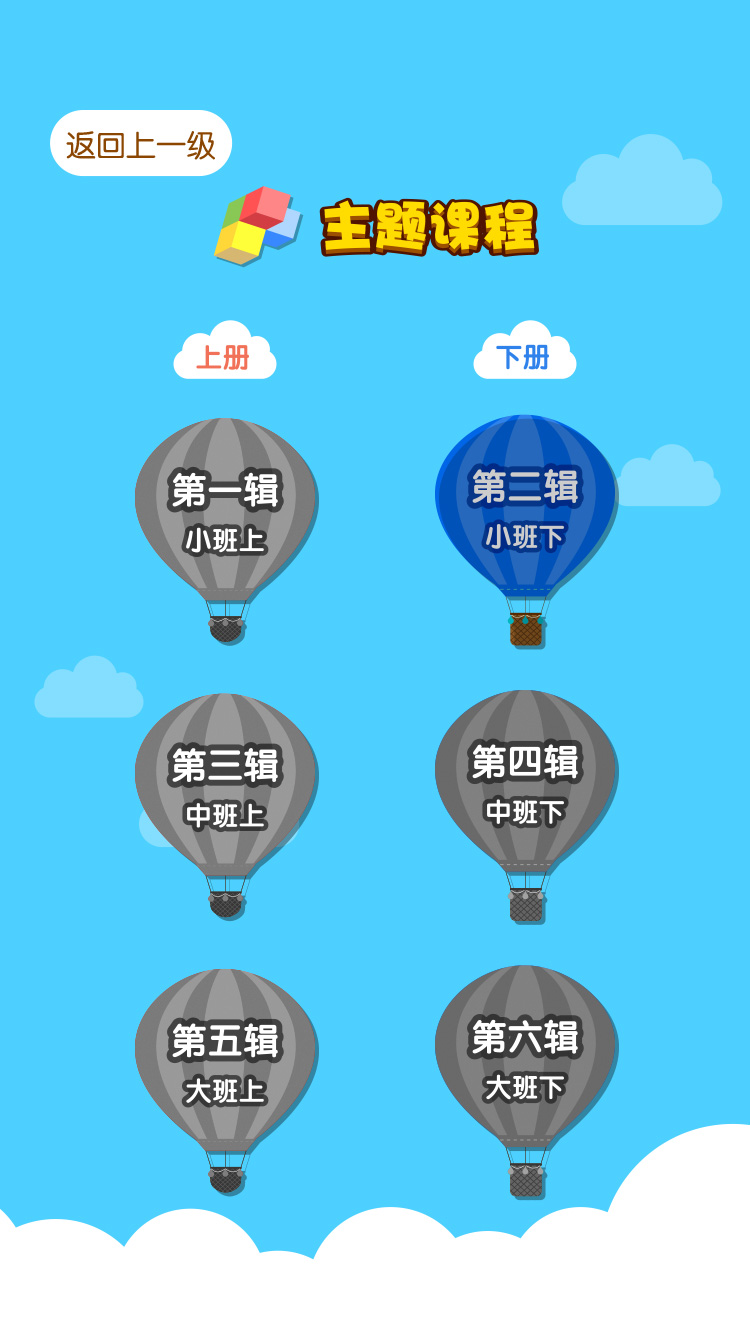 返回上一级
主题课程
上册
下册
第一辑
小班上
第二辑
小班下
第三辑
中班上
第四辑
中班下
第五辑
大班上
第六辑
大班下